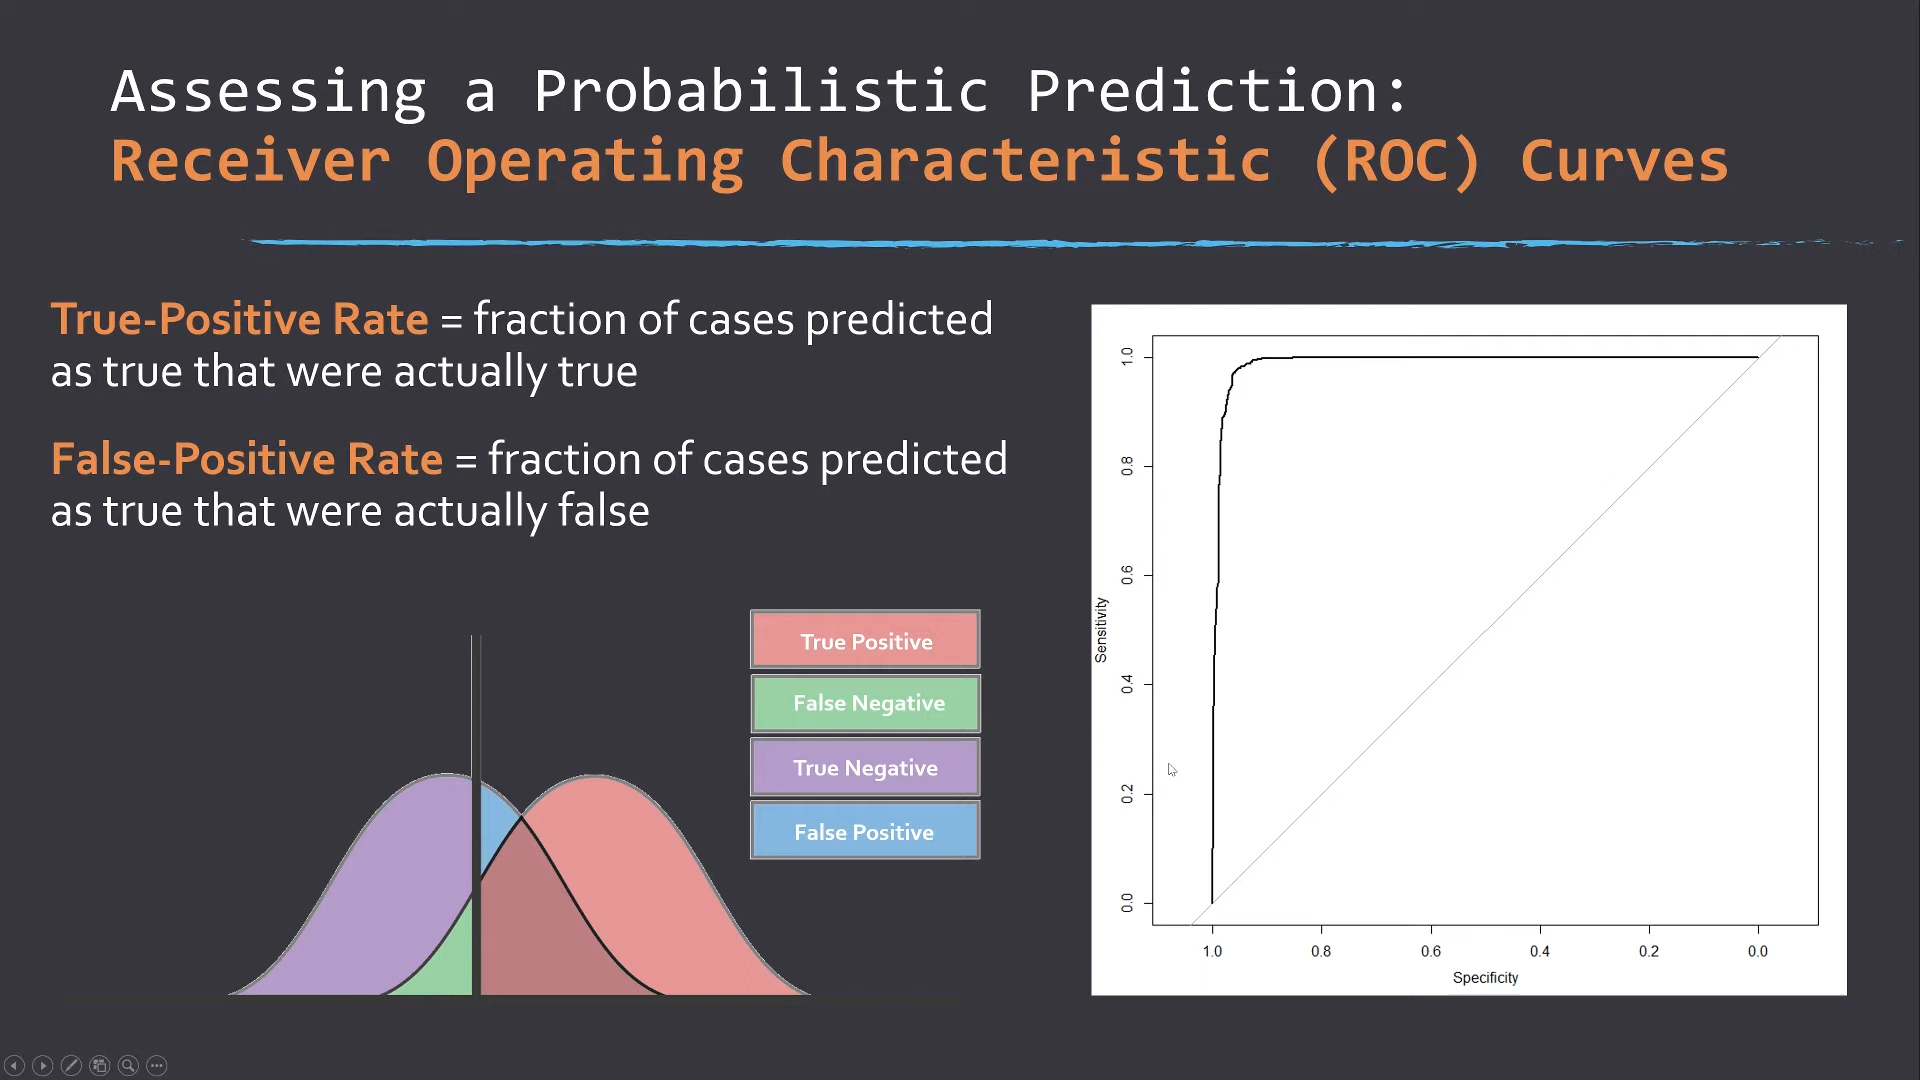 Assessing a Probabilistic Prediction:
Receiver Operating Characteristic (ROC) Curves
True-Positive Rate = fraction of cases predicted
as true that were actually true
False-Positive Rate = fraction of cases predicted
as true that were actually false
True Positive
False Negative
True Negative
False Positive
Sensitivity
1.0
0.8
0.6
0.4
0.2
0.0
1.0 0.8 0.6 0.4 0.2 0.0
Specificity